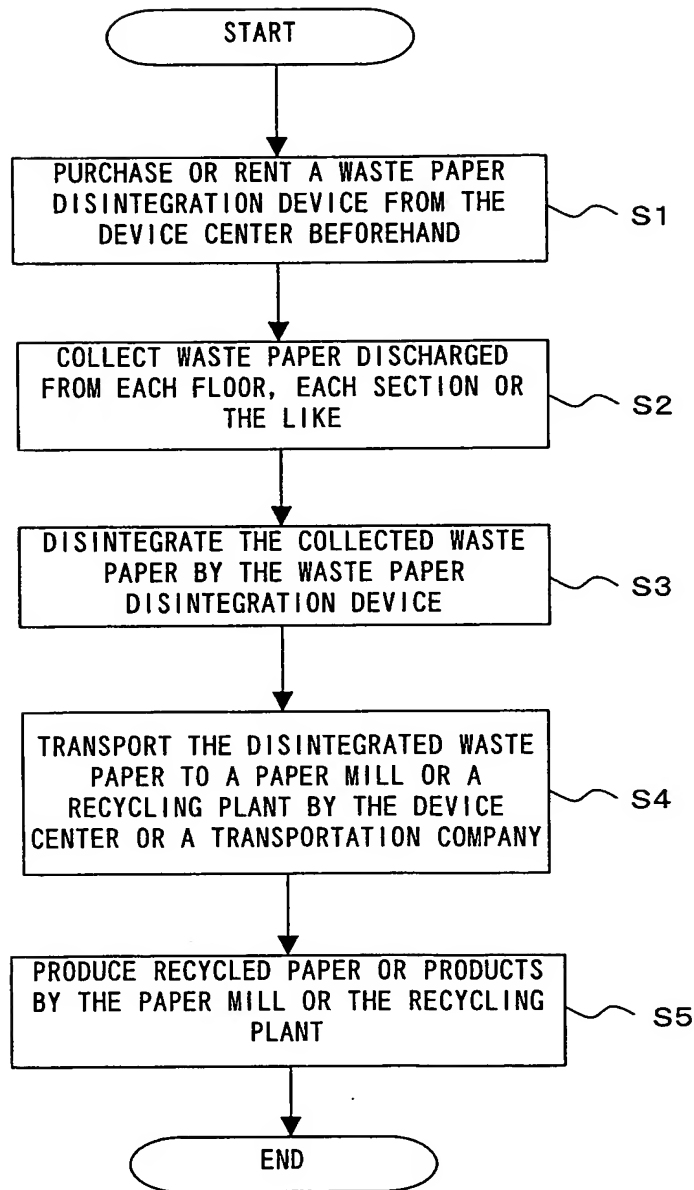 START
PURCHASE OR RENT A WASTE PAPER
DISINTEGRATION DEVICE FROM THE
DEVICE CENTER BEFOREHAND
S1
COLLECT WASTE PAPER DISCHARGED
FROM EACH FLOOR, EACH SECTION OR
THE LIKE
S2
DISINTEGRATE THE COLLECTED WASTE
PAPER BY THE WASTE PAPER
DISINTEGRATION DEVICE
S3
TRANSPORT THE DISINTEGRATED WASTE
PAPER TO A PAPER MILL OR A
RECYCLING PLANT BY THE DEVICE
CENTER OR A TRANSPORTATION COMPANY
S4
PRODUCE RECYCLED PAPER OR PRODUCTS
BY THE PAPER MILL OR THE RECYCLING
PLANT
S5
END